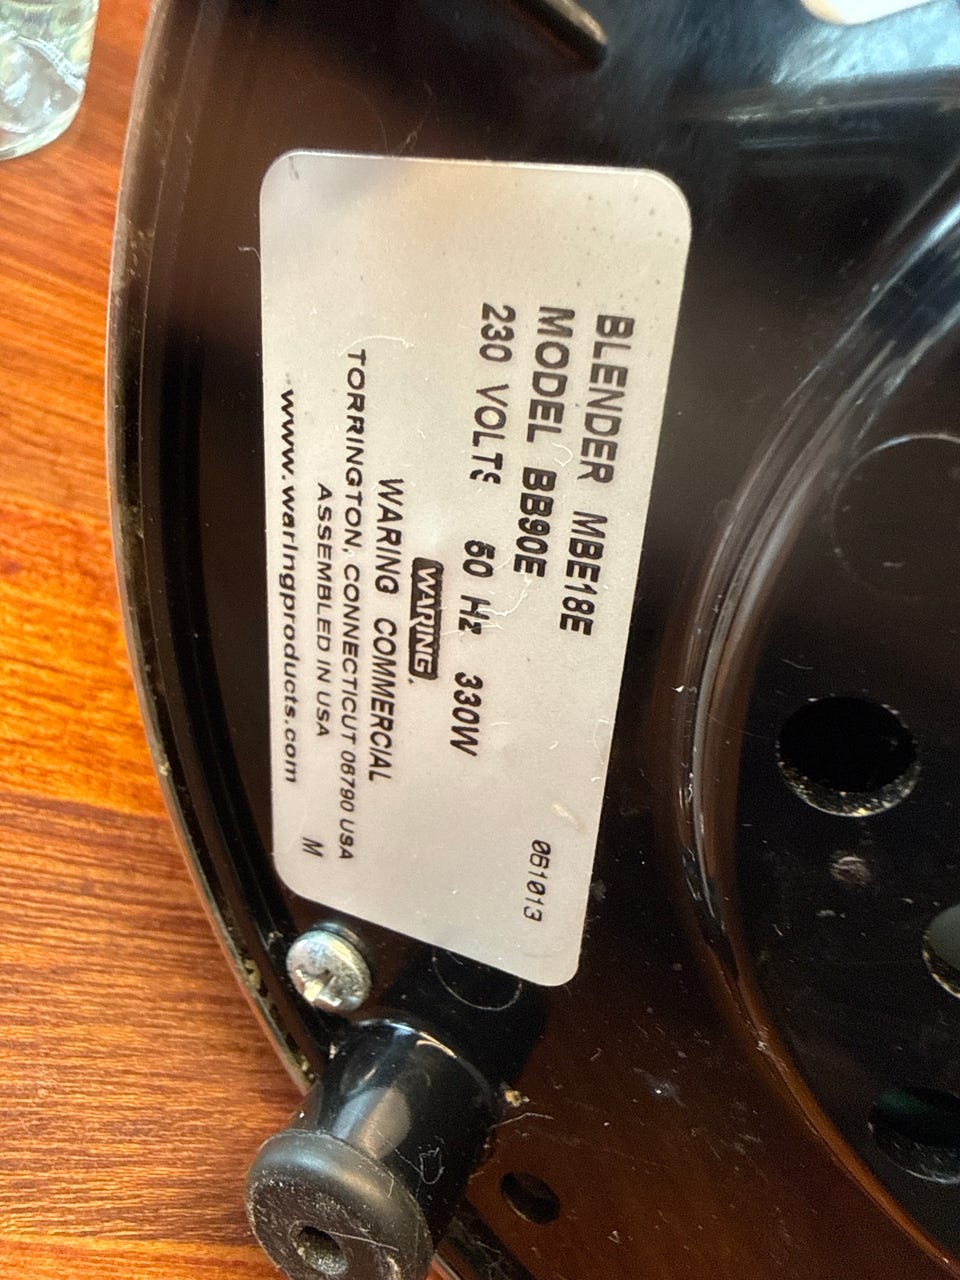 BLENDER MBE18E
MODEL BB90E
230 VOLTS 50 Hz 330W
061013
WARING
WARING COMMERCIAL
TORRINGTON, CONNECTICUT 06790 USA
ASSEMBLED IN USA M
www.waringproducts.com